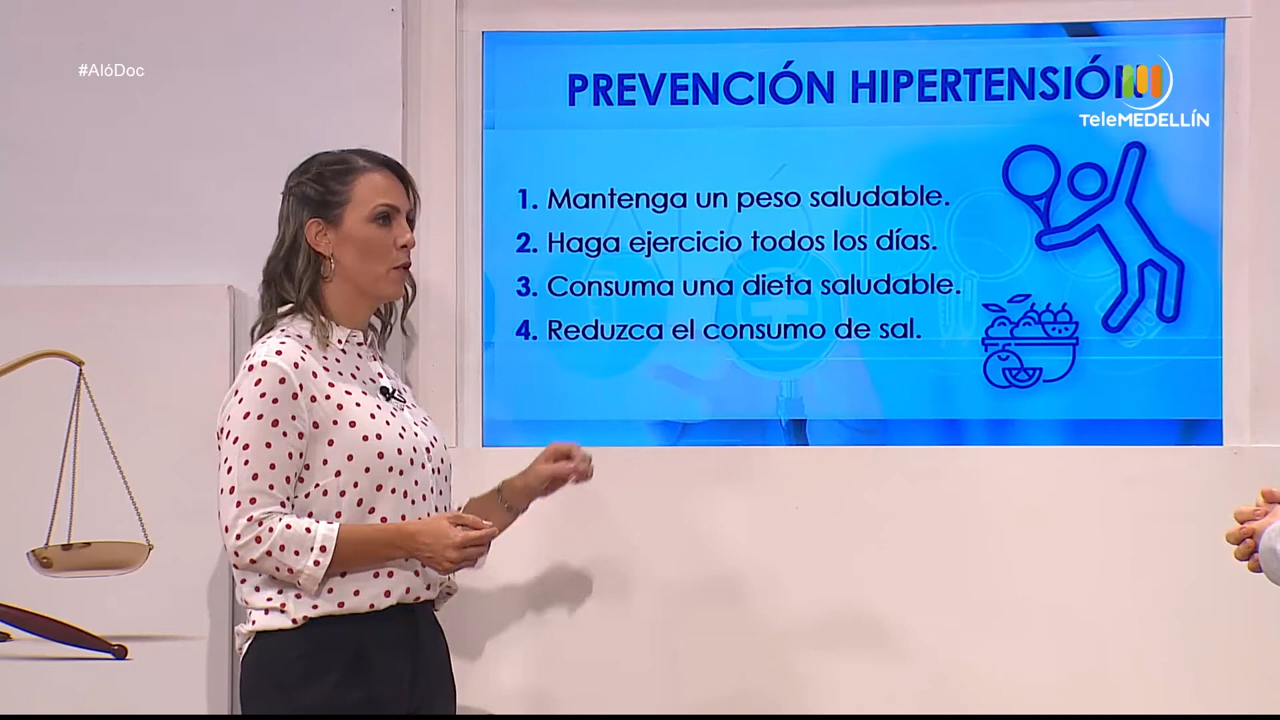 #AlóDoc
PREVENCIÓN HIPERTENSIÓN
TeleMEDELLÍN
1. Mantenga un peso saludable.
2. Haga ejercicio todos los días.
3. Consuma una dieta saludable.
4. Reduzca el consumo de sal.